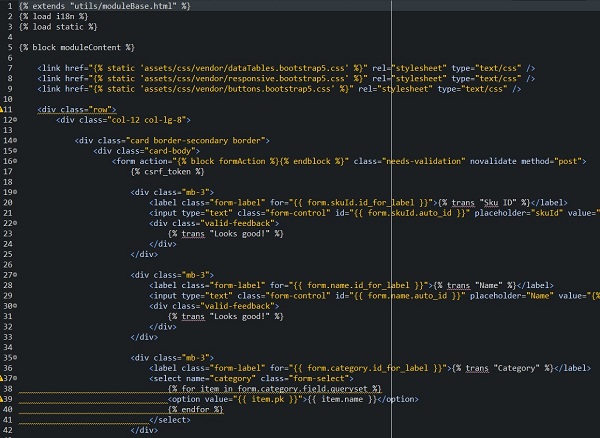 1 {% extends "utils/moduleBase.html" %}
2 {% load i18n %}
3 {% load static %}
4
5 {% block moduleContent %}
6
7 <link href="{% static 'assets/css/vendor/dataTables.bootstrap5.css' %}" rel="stylesheet" type="text/css" />
8 <link href="{% static 'assets/css/vendor/responsive.bootstrap5.css' %}" rel="stylesheet" type="text/css" />
9 <link href="{% static 'assets/css/vendor/buttons.bootstrap5.css' %}" rel="stylesheet" type="text/css" />
10
11 <div class="row">
12 <div class="col-12 col-lg-8">
13
14 <div class="card border-secondary border">
15 <div class="card-body">
16 <form action="{% block formAction %}{% endblock %}" class="needs-validation" novalidate method="post">
17 {% csrf_token %}
18
19 <div class="mb-3">
20 <label class="form-label" for="{{ form.skuId.id_for_label }}">{% trans "Sku ID" %}</label>
21 <input type="text" class="form-control" id="{{ form.skuId.auto_id }}" placeholder="skuId" value="
22 <div class="valid-feedback">
23 {% trans "Looks good!" %}
24 </div>
25 </div>
26
27 <div class="mb-3">
28 <label class="form-label" for="{{ form.name.id_for_label }}">{% trans "Name" %}</label>
29 <input type="text" class="form-control" id="{{ form.name.auto_id }}" placeholder="Name" value="{%
30 <div class="valid-feedback">
31 {% trans "Looks good!" %}
32 </div>
33 </div>
34
35 <div class="mb-3">
36 <label class="form-label" for="{{ form.category.id_for_label }}">{% trans "Category" %}</label>
37 <select name="category" class="form-select">
38 {% for item in form.category.field.queryset %}
39 <option value="{{ item.pk }}">{{ item.name }}</option>
40 {% endfor %}
41 </select>
42 </div>